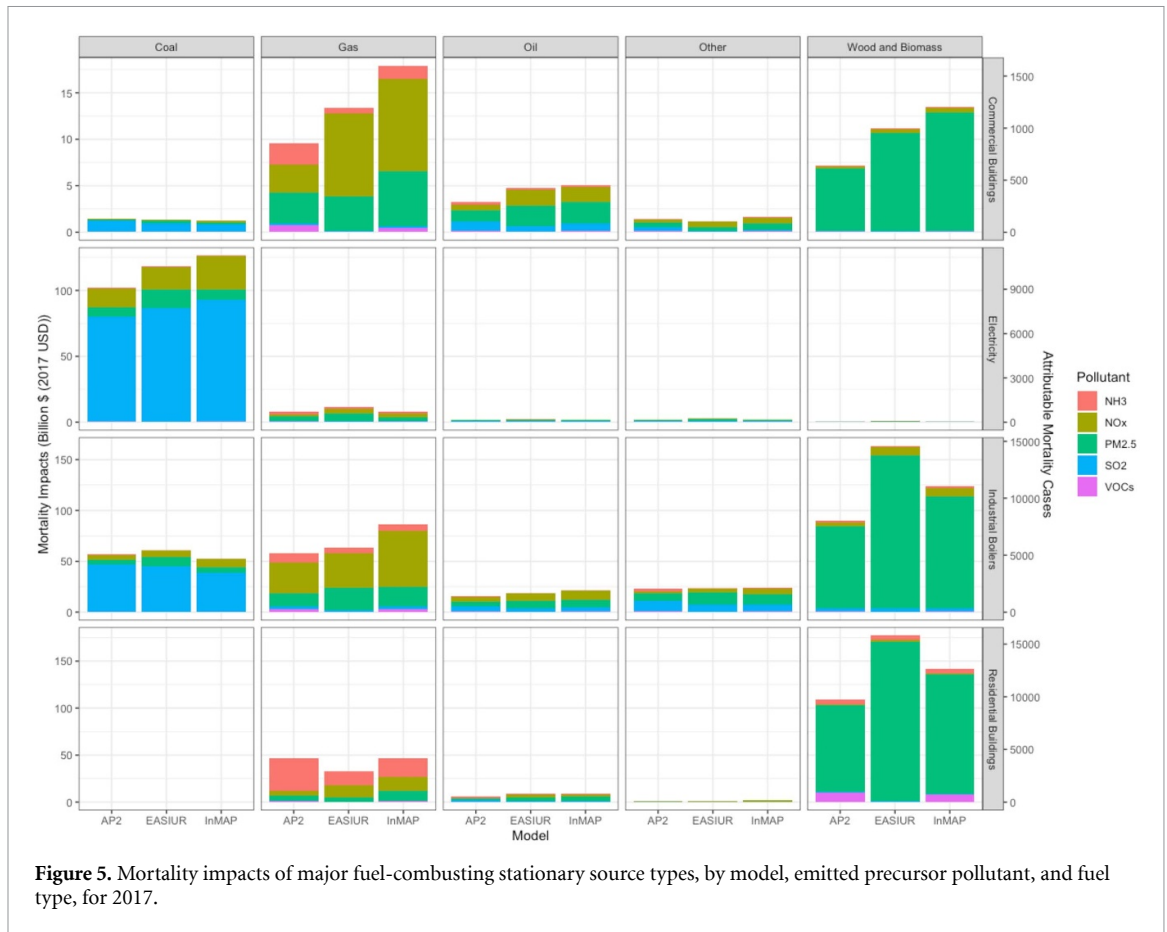 Coal Gas Oil Other Wood and Biomass
15
10
5
0
1500
1000
500
0
Commercial Buildings
100
50
0
9000
6000
3000
0
Electricity
150
100
50
0
15000
10000
5000
0
Industrial Boilers
150
100
50
0
15000
10000
5000
0
Residential Buildings
Mortality Impacts (Billion $ (2017 USD))
Attributable Mortality Cases
AP2 EASIUR InMAP AP2 EASIUR InMAP AP2 EASIUR InMAP AP2 EASIUR InMAP AP2 EASIUR InMAP
Model
Pollutant
NH3
NOx
PM2.5
SO2
VOCs
Figure 5. Mortality impacts of major fuel-combusting stationary source types, by model, emitted precursor pollutant, and fuel
type, for 2017.